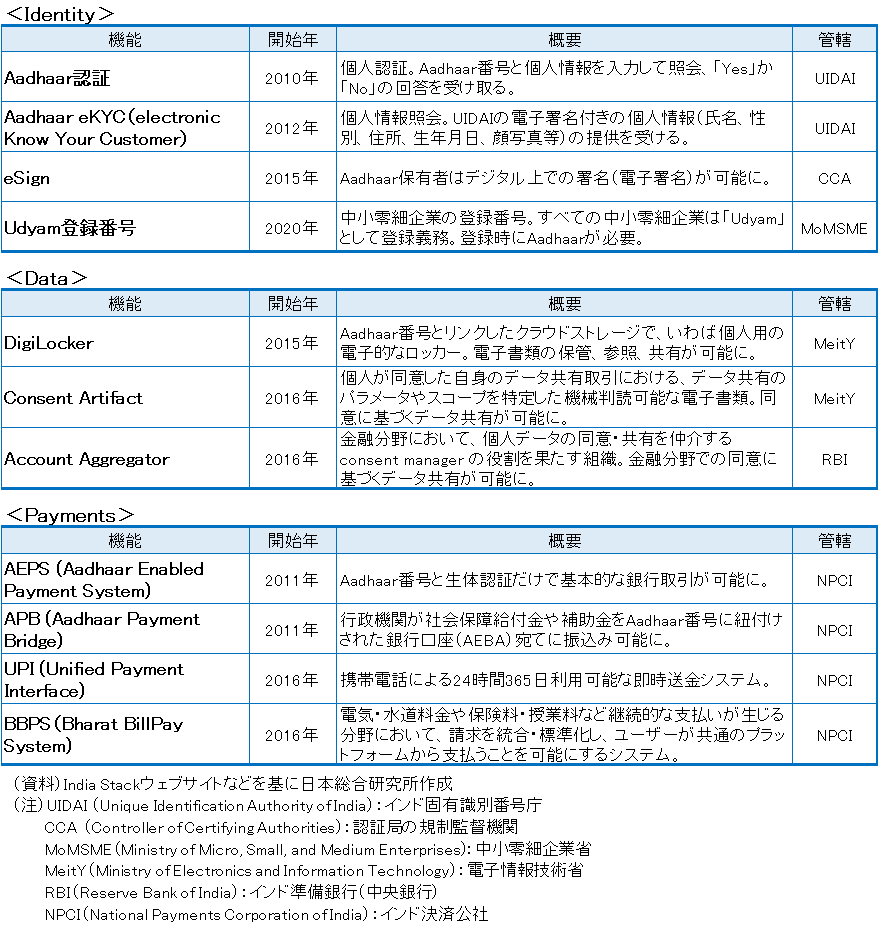 ＜Identity＞
機能 開始年 概要 管轄
Aadhaar認証 2010年 個人認証。Aadhaar番号と個人情報を入力して照会、「Yes」か
「No」の回答を受け取る。 UIDAI
Aadhaar eKYC（electronic
Know Your Customer） 2012年 個人情報照会。UIDAIの電子署名付きの個人情報（氏名、性
別、住所、生年月日、顔写真等）の提供を受ける。 UIDAI
eSign 2015年 Aadhaar保有者はデジタル上での署名（電子署名）が可能に。 CCA
Udyam登録番号 2020年 中小零細企業の登録番号。すべての中小零細企業は「Udyam」
として登録義務。登録時にAadhaarが必要。 MoMSME
＜Data＞
機能 開始年 概要 管轄
DigiLocker 2015年 Aadhaar番号とリンクしたクラウドストレージで、いわば個人用の
電子的なロッカー。電子書類の保管、参照、共有が可能に。 MeitY
Consent Artifact 2016年 個人が同意した自身のデータ共有取引における、データ共有の
パラメータやスコープを特定した機械判読可能な電子書類。同
意に基づくデータ共有が可能に。 MeitY
Account Aggregator 2016年 金融分野において、個人データの同意・共有を仲介する
consent manager の役割を果たす組織。金融分野での同意に
基づくデータ共有が可能に。 RBI
＜Payments＞
機能 開始年 概要 管轄
AEPS（Aadhaar Enabled
Payment System） 2011年 Aadhaar番号と生体認証だけで基本的な銀行取引が可能に。 NPCI
APB（Aadhaar Payment
Bridge） 2011年 行政機関が社会保障給付金や補助金をAadhaar番号に紐付け
された銀行口座（AEBA）宛てに振込み可能に。 NPCI
UPI（Unified Payment
Interface） 2016年 携帯電話による24時間365日利用可能な即時送金システム。 NPCI
BBPS（Bharat BillPay
System） 2016年 電気・水道料金や保険料・授業料など継続的な支払いが生じる
分野において、請求を統合・標準化し、ユーザーが共通のプラッ
トフォームから支払うことを可能にするシステム。 NPCI
（資料）India Stackウェブサイトなどを基に日本総合研究所作成
（注）UIDAI（Unique Identification Authority of India）：インド固有識別番号庁
CCA （Controller of Certifying Authorities）：認証局の規制監督機関
MoMSME（Ministry of Micro, Small, and Medium Enterprises）：中小零細企業省
MeitY（Ministry of Electronics and Information Technology）：電子情報技術省
RBI（Reserve Bank of India）：インド準備銀行（中央銀行）
NPCI（National Payments Corporation of India）：インド決済公社